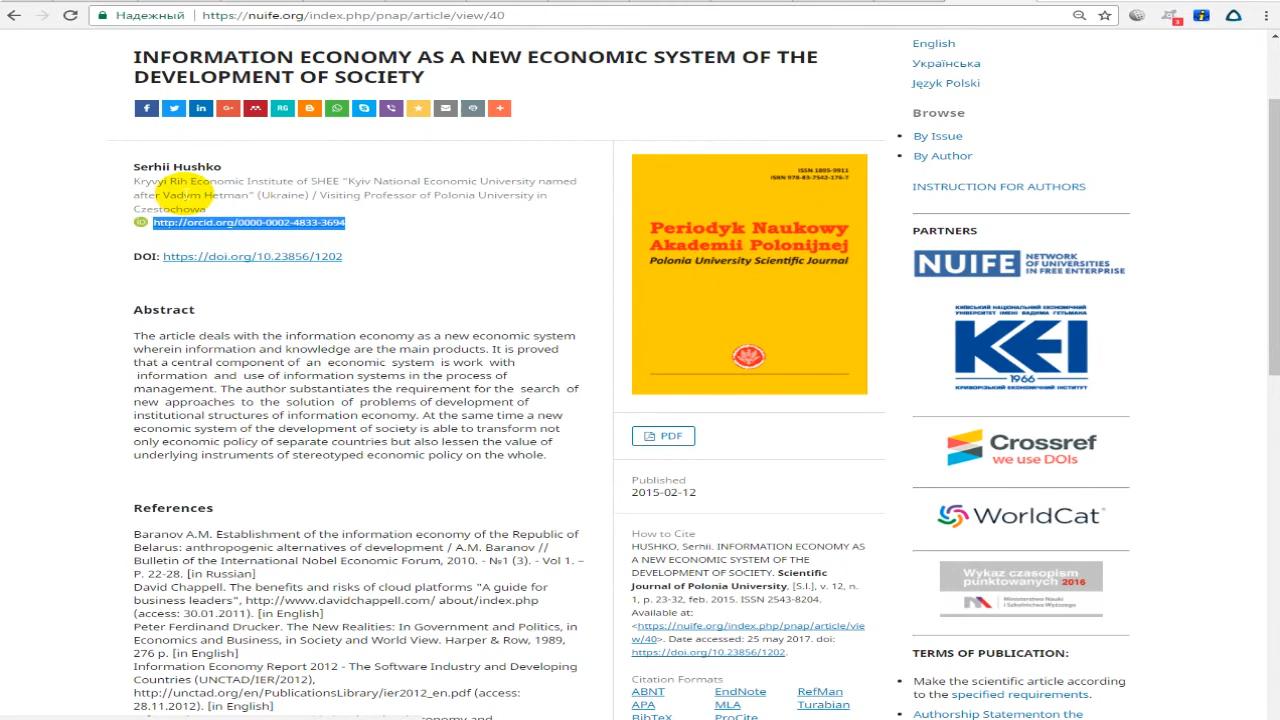 Надежный
https://nuife.org/index.php/pnap/article/view/40
3
INFORMATION ECONOMY AS A NEW ECONOMIC SYSTEM OF THE
DEVELOPMENT OF SOCIETY
RG
Serhii Hushko
Kryvyi Rih Economic Institute of SHEE "Kyiv National Economic University named
after Vadym Hetman" (Ukraine) / Visiting Professor of Polonia University in
Czestochowa
iD http://orcid.org/0000-0002-4833-3694
DOI: https://doi.org/10.23856/1202
Abstract
The article deals with the information economy as a new economic system
wherein information and knowledge are the main products. It is proved
that a central component of an economic system is work with
information and use of information systems in the process of
management. The author substantiates the requirement for the search of
new approaches to the solution of problems of development of
institutional structures of information economy. At the same time a new
economic system of the development of society is able to transform not
only economic policy of separate countries but also lessen the value of
underlying instruments of stereotyped economic policy on the whole.
References
Baranov A.M. Establishment of the information economy of the Republic of
Belarus: anthropogenic alternatives of development / A.M. Baranov //
Bulletin of the International Nobel Economic Forum, 2010. - №1 (3). - Vol 1. –
P. 22-28. [in Russian]
David Chappell. The benefits and risks of cloud platforms "A guide for
business leaders", http://www.davidchappell.com/ about/index.php
(access: 30.01.2011). [in English]
Peter Ferdinand Drucker. The New Realities: In Government and Politics, in
Economics and Business, in Society and World View. Harper & Row, 1989,
276 p. [in English]
Information Economy Report 2012 - The Software Industry and Developing
Countries (UNCTAD/IER/2012),
http://unctad.org/en/PublicationsLibrary/ier2012_en.pdf (access:
28.11.2012). [in English]
ISSN 1895-9911
ISRN 978-83-7542-176-7
Periodyk Naukowy
Akademii Polonijnej
Polonia University Scientific Journal
PDF
Published
2015-02-12
How to Cite
HUSHKO, Serhii. INFORMATION ECONOMY AS
A NEW ECONOMIC SYSTEM OF THE
DEVELOPMENT OF SOCIETY. Scientific
Journal of Polonia University, [S.l.], v. 12, n.
1, p. 23-32, feb. 2015. ISSN 2543-8204.
Available at:
<https://nuife.org/index.php/pnap/article/vie
w/40>. Date accessed: 25 may 2017. doi:
https://doi.org/10.23856/1202.
Citation Formats
ABNT EndNote RefMan
APA MLA Turabian
BibTeX ProCite
English
Українська
Język Polski
Browse
By Issue
By Author
INSTRUCTION FOR AUTHORS
PARTNERS
NUIFE NETWORK OF UNIVERSITIES IN FREE ENTERPRISE
КИЇВСЬКИЙ НАЦІОНАЛЬНИЙ ЕКОНОМІЧНИЙ
УНІВЕРСИТЕТ ІМЕНІ ВАДИМА ГЕТЬМАНА
KEI
1966
КРИВОРІЗЬКИЙ ЕКОНОМІЧНИЙ ІНСТИТУТ
Crossref
we use DOIs
WorldCat
Wykaz czasopism
punktowanych 2016
Ministerstwo Nauki
i Szkolnictwa Wyższego
TERMS OF PUBLICATION:
Make the scientific article according
to the specified requirements.
Authorship Statementon the